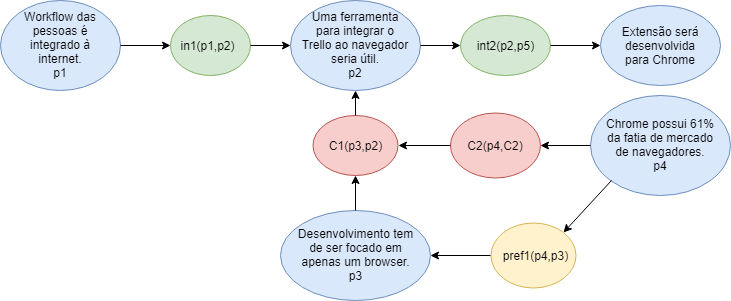 Workflow das
pessoas é
integrado à
internet.
p1
in1(p1,p2)
Uma ferramenta
para integrar o
Trello ao navegador
seria útil.
p2
int2(p2,p5)
Extensão será
desenvolvida
para Chrome
C1(p3,p2)
C2(p4,C2)
Chrome possui 61%
da fatia de mercado
de navegadores.
p4
Desenvolvimento tem
de ser focado em
apenas um browser.
p3
pref1(p4,p3)